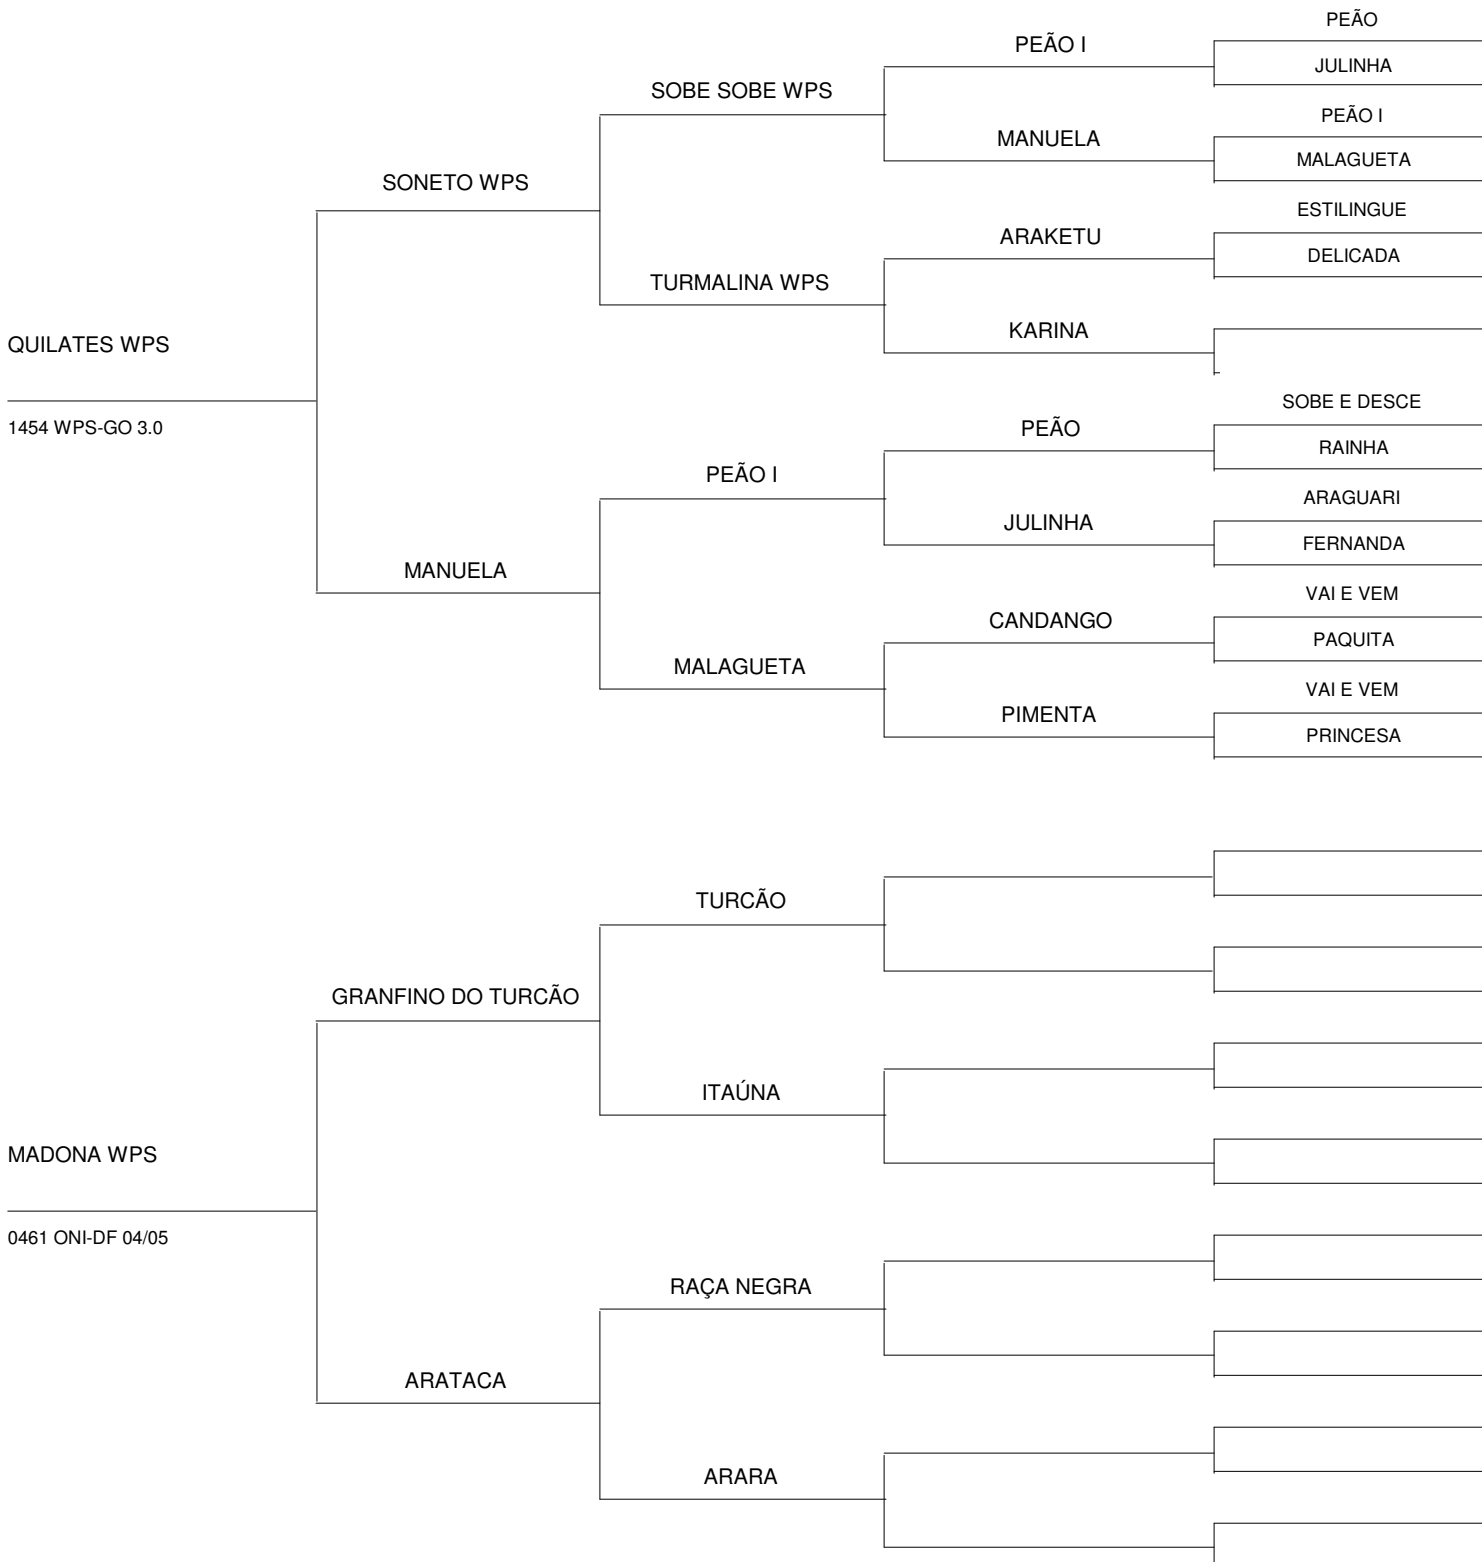 PEÃO
PEÃO I
JULINHA
SOBE SOBE WPS
PEÃO I
MANUELA
MALAGUETA
SONETO WPS
ESTILINGUE
ARAKETU
DELICADA
TURMALINA WPS
KARINA
QUILATES WPS
SOBE E DESCE
1454 WPS-GO 3.0
PEÃO
RAINHA
PEÃO I
ARAGUARI
JULINHA
FERNANDA
MANUELA
VAI E VEM
CANDANGO
PAQUITA
MALAGUETA
VAI E VEM
PIMENTA
PRINCESA
TURCÃO
GRANFINO DO TURCÃO
ITAÚNA
MADONA WPS
0461 ONI-DF 04/05
RAÇA NEGRA
ARATACA
ARARA